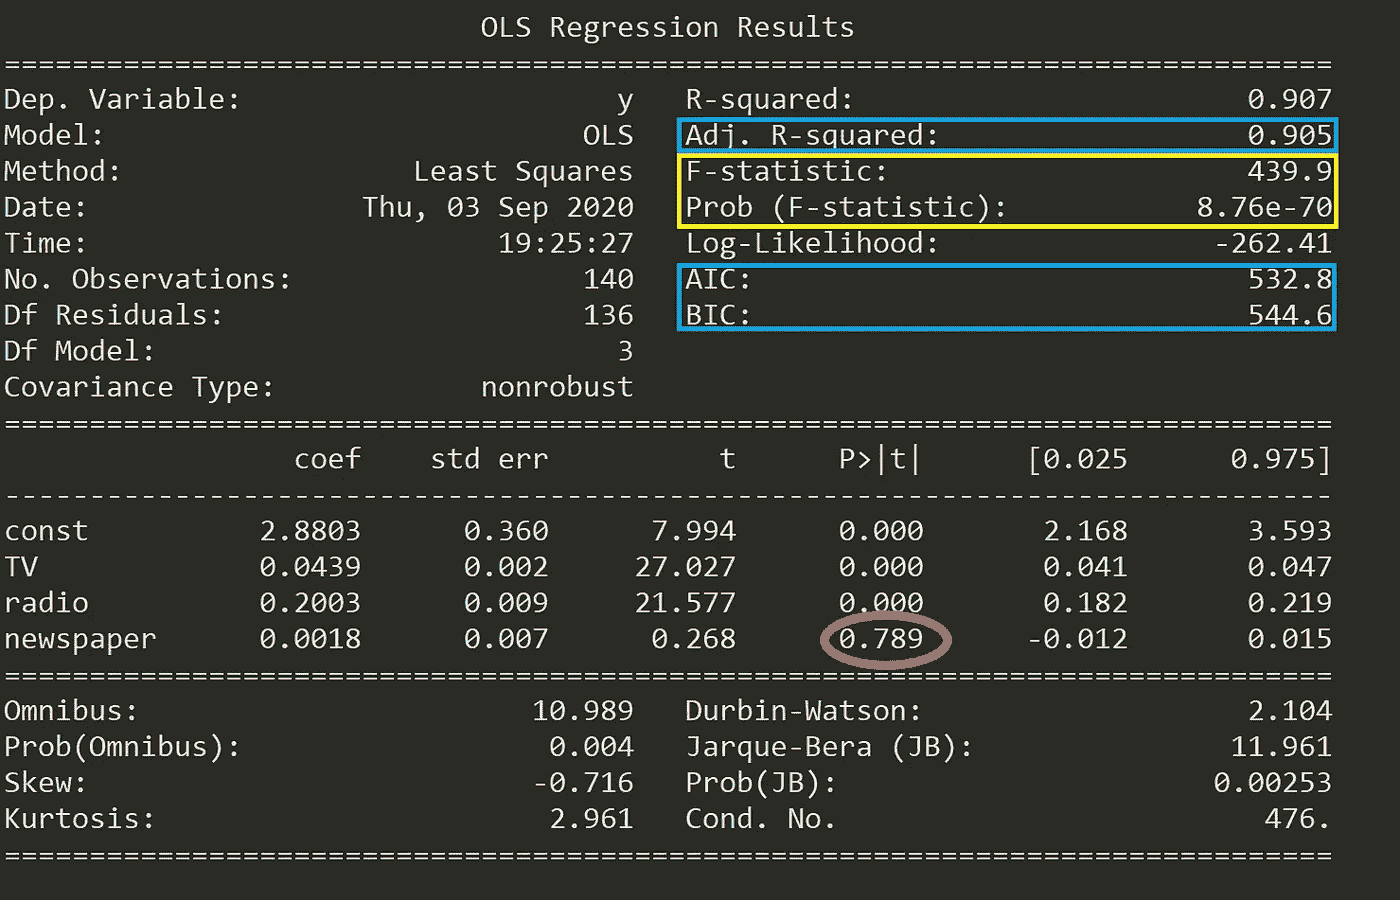 OLS Regression Results
==============================================================================
Dep. Variable:                      y   R-squared:                       0.907
Model:                            OLS   Adj. R-squared:                  0.905
Method:                 Least Squares   F-statistic:                     439.9
Date:                Thu, 03 Sep 2020   Prob (F-statistic):           8.76e-70
Time:                        19:25:27   Log-Likelihood:                -262.41
No. Observations:                 140   AIC:                             532.8
Df Residuals:                     136   BIC:                             544.6
Df Model:                           3
Covariance Type:            nonrobust
==============================================================================
                 coef    std err          t      P>|t|      [0.025      0.975]
------------------------------------------------------------------------------
const          2.8803      0.360      7.994      0.000       2.168       3.593
TV             0.0439      0.002     27.027      0.000       0.041       0.047
radio          0.2003      0.009     21.577      0.000       0.182       0.219
newspaper      0.0018      0.007      0.268      0.789      -0.012       0.015
==============================================================================
Omnibus:                       10.989   Durbin-Watson:                   2.104
Prob(Omnibus):                  0.004   Jarque-Bera (JB):               11.961
Skew:                          -0.716   Prob(JB):                      0.00253
Kurtosis:                       2.961   Cond. No.                         476.
==============================================================================